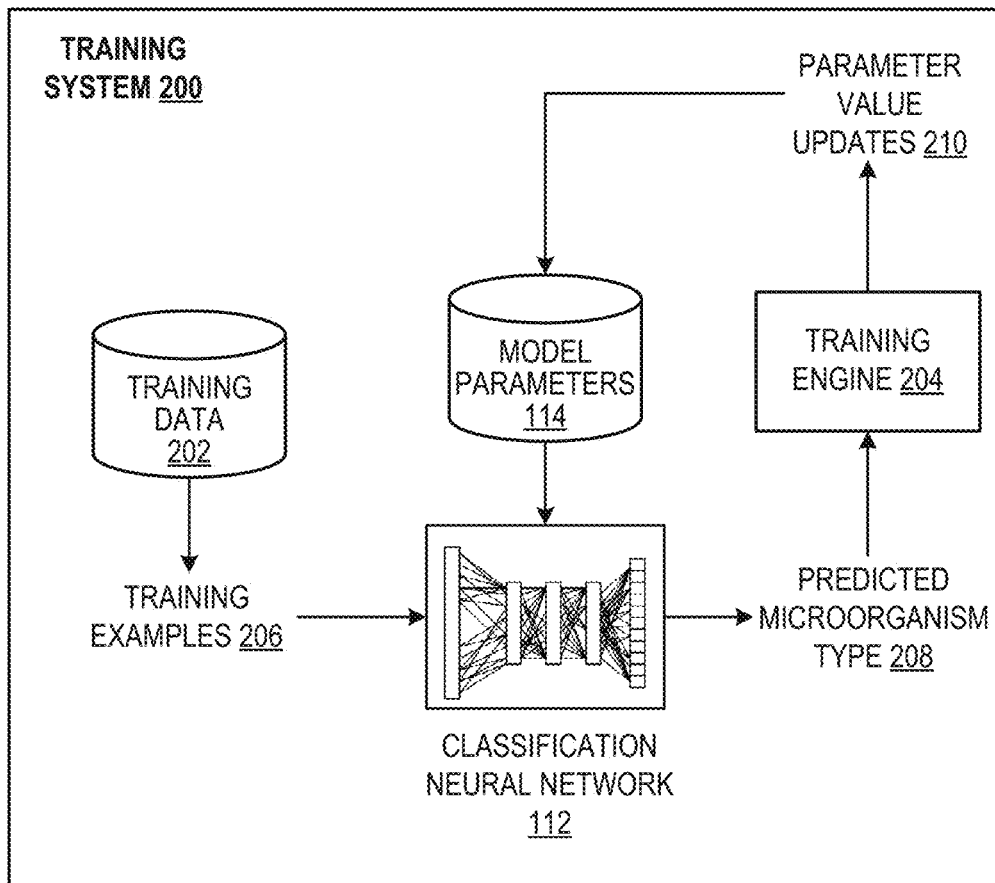 TRAINING
SYSTEM 200
PARAMETER
VALUE
UPDATES 210
TRAINING
DATA
202
MODEL
PARAMETERS
114
TRAINING
ENGINE 204
TRAINING
EXAMPLES 206
PREDICTED
MICROORGANISM
TYPE 208
CLASSIFICATION
NEURAL NETWORK
112